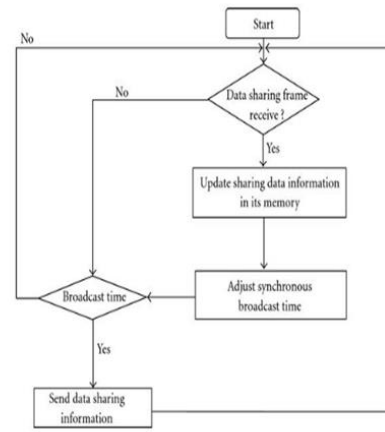 Start
No
Data sharing frame
receive ?
No
Yes
Update sharing data information
in its memory
Adjust synchronous
broadcast time
Broadcast time
Yes
Send data sharing
information